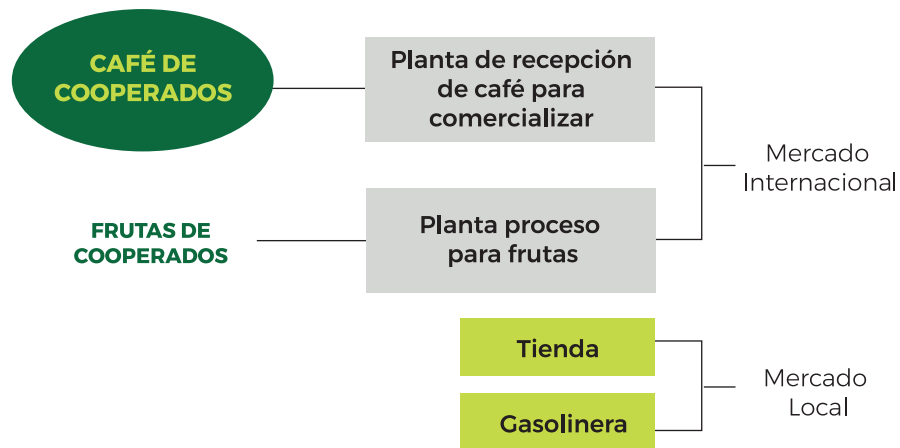 CAFÉ DE
COOPERADOS
Planta de recepción
de café para
comercializar
Mercado
Internacional
FRUTAS DE
COOPERADOS
Planta proceso
para frutas
Tienda
Gasolinera
Mercado
Local